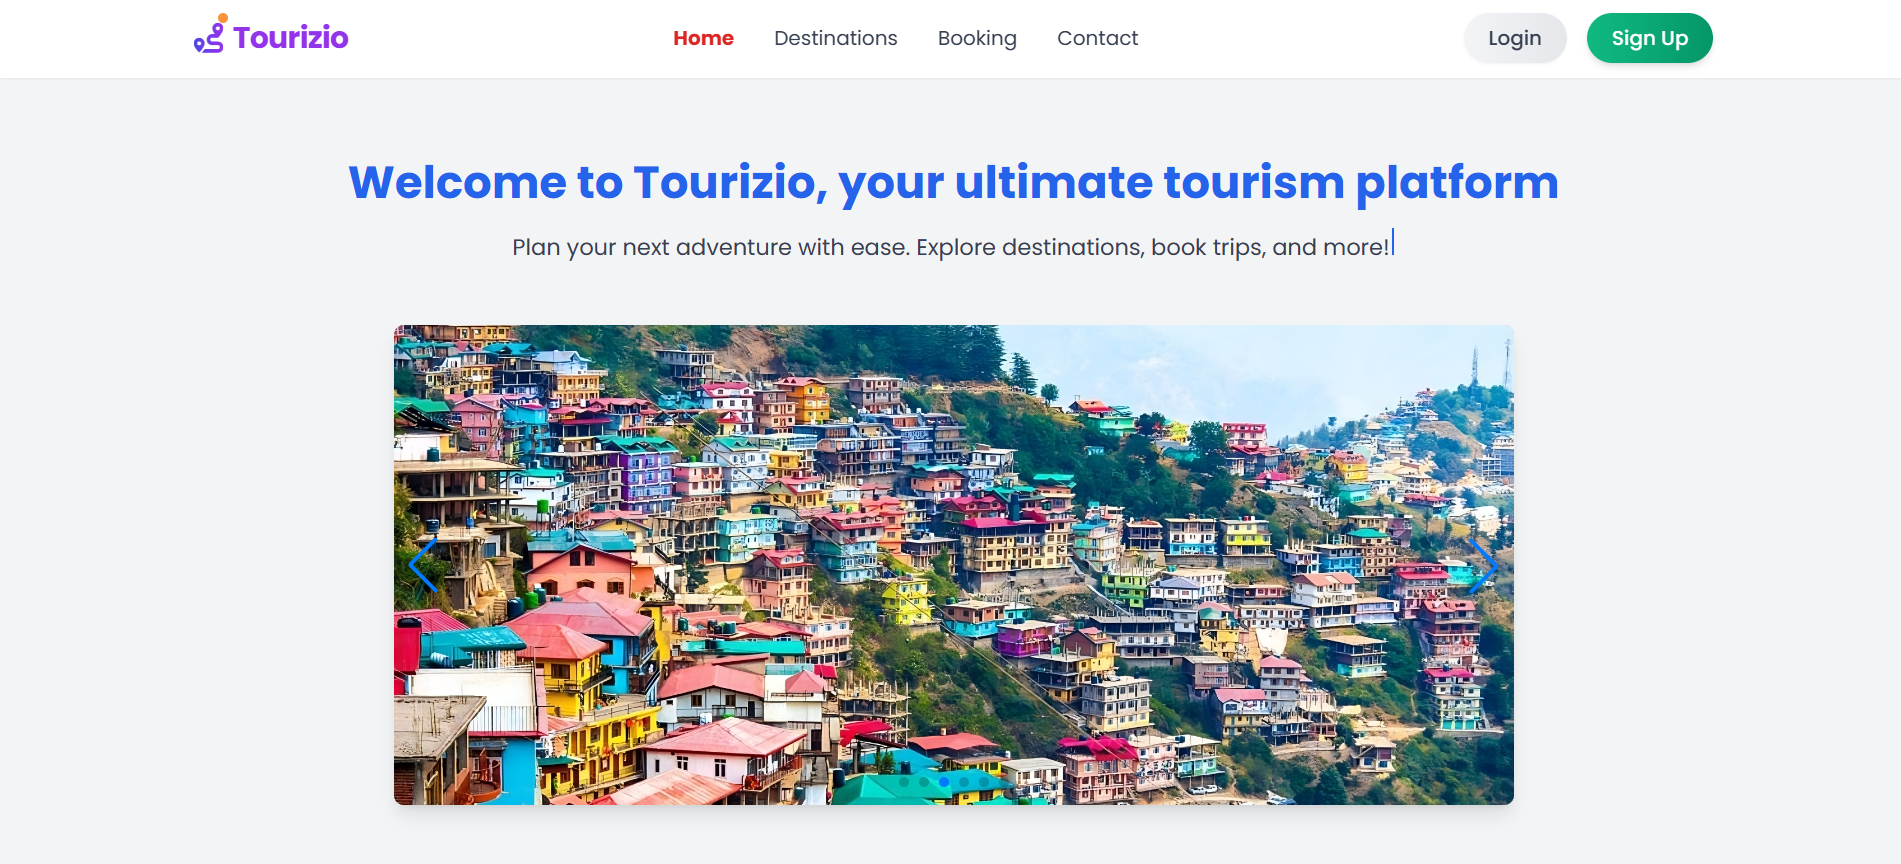 Tourizio
Home
Destinations
Booking
Contact
Login
Sign Up
Welcome to Tourizio, your ultimate tourism platform
Plan your next adventure with ease. Explore destinations, book trips, and more!